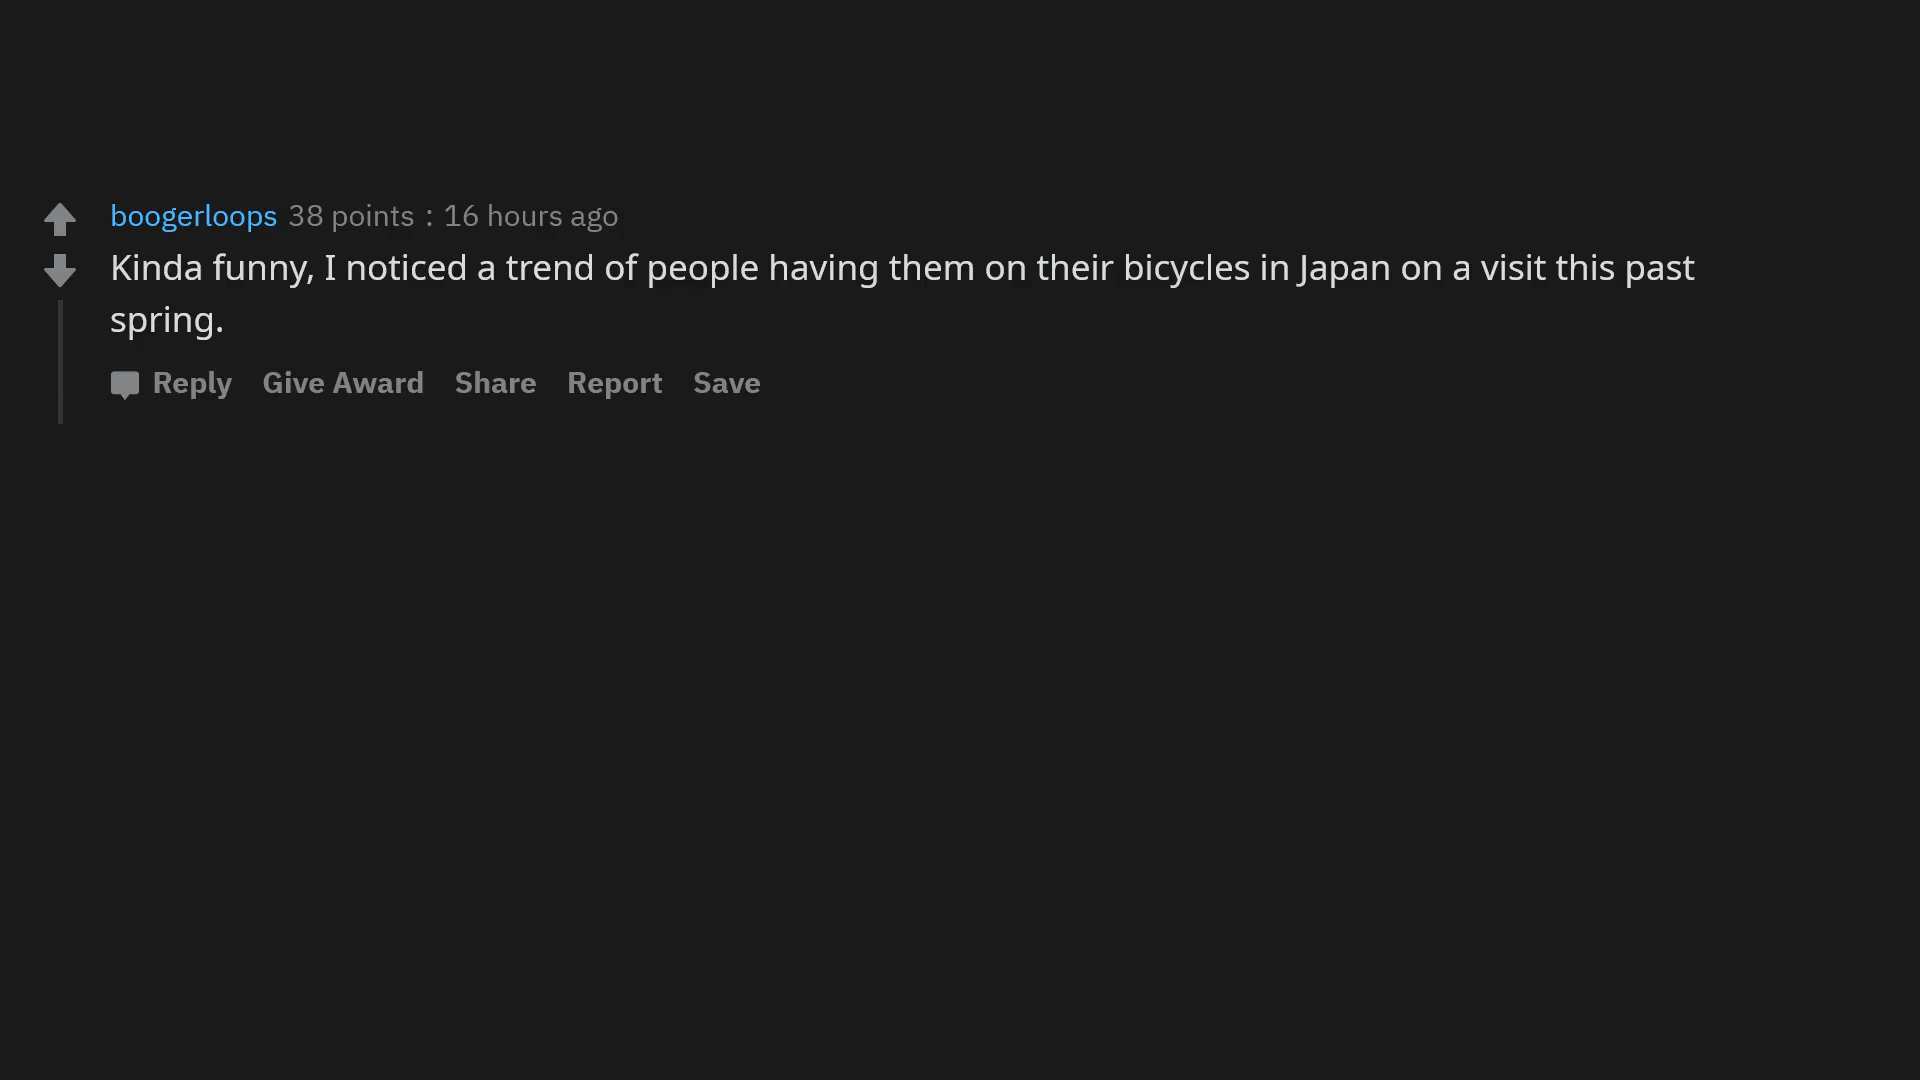 boogerloops 38 points : 16 hours ago
Kinda funny, I noticed a trend of people having them on their bicycles in Japan on a visit this past
spring.
Reply Give Award Share Report Save